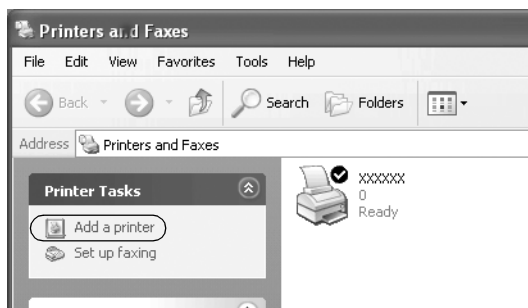 Printers and Faxes
File Edit View Favorites Tools Help
Back Search Folders
Address Printers and Faxes
Printer Tasks
Add a printer
Set up faxing
xxxxxx
0
Ready